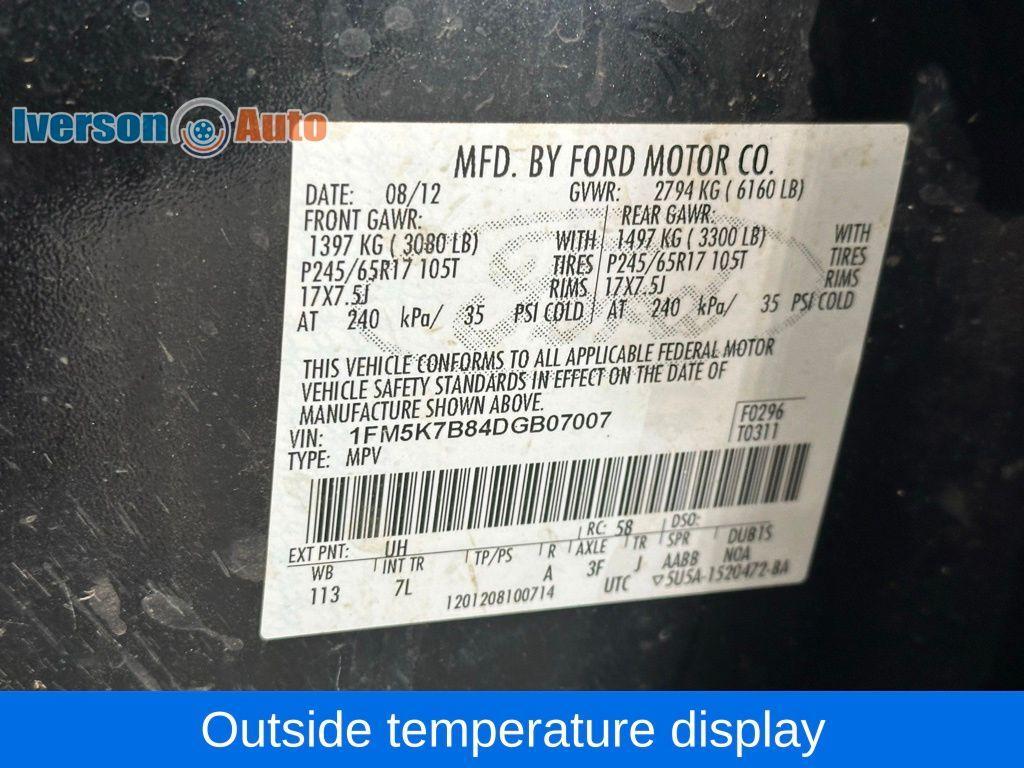 Iverson Auto
MFD. BY FORD MOTOR CO.
DATE: 08/12 GVWR: 2794 KG ( 6160 LB)
FRONT GAWR: REAR GAWR:
1397 KG ( 3080 LB) WITH 1497 KG ( 3300 LB) WITH
P245/65R17 105T TIRES P245/65R17 105T TIRES
17X7.5J RIMS 17X7.5J RIMS
AT 240 kPa/ 35 PSI COLD AT 240 kPa/ 35 PSI COLD
THIS VEHICLE CONFORMS TO ALL APPLICABLE FEDERAL MOTOR
VEHICLE SAFETY STANDARDS IN EFFECT ON THE DATE OF
MANUFACTURE SHOWN ABOVE.
VIN: 1FM5K7B84DGB07007 F0296
TYPE: MPV T0311
EXT PNT: UH RC: 58 DSO:
WB INT TR TP/PS R AXLE TR SPR DUBTS
113 7L A 3F J AABB NOA
1201208100714 UTC ▽5U5A-1520472-BA
Outside temperature display